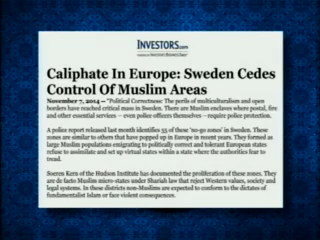 INVESTORS.com
POWERED BY INVESTOR'S BUSINESS DAILY
Caliphate In Europe: Sweden Cedes
Control Of Muslim Areas
November 7, 2014 -- "Political Correctness: The perils of multiculturalism and open
borders have reached critical mass in Sweden. There are Muslim enclaves where postal, fire
and other essential services -- even police officers themselves -- require police protection.
A police report released last month identifies 55 of these 'no-go zones' in Sweden. These
zones are similar to others that have popped up in Europe in recent years. They formed as
large Muslim populations emigrating to politically correct and tolerant European states
refuse to assimilate and set up virtual states within a state where the authorities fear to
tread.
Soeren Kern of the Hudson Institute has documented the proliferation of these zones. They
are de facto Muslim micro-states under Shariah law that reject Western values, society and
legal systems. In these districts non-Muslims are expected to conform to the dictates of
fundamentalist Islam or face violent consequences.